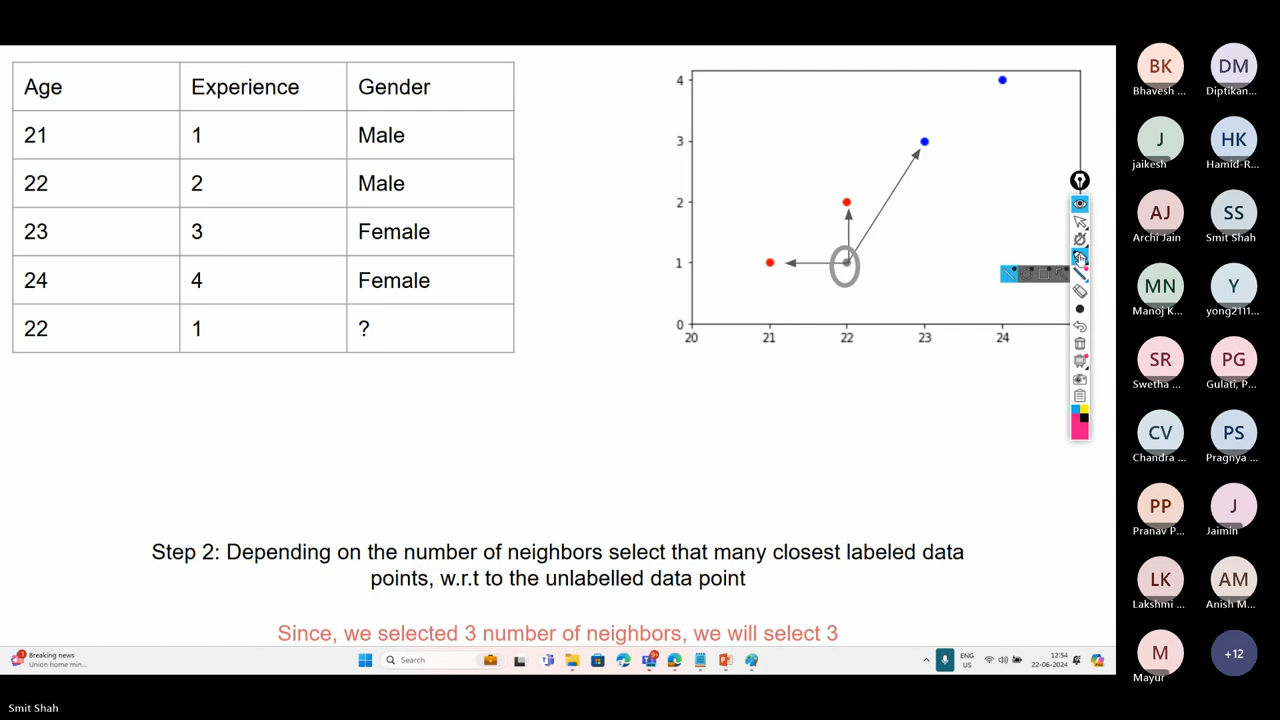 Age Experience Gender
21 1 Male
22 2 Male
23 3 Female
24 4 Female
22 1 ?
4
3
2
1
0
20 21 22 23 24
Step 2: Depending on the number of neighbors select that many closest labeled data
points, w.r.t to the unlabelled data point
Since, we selected 3 number of neighbors, we will select 3
BK DM
Bhavesh ... Diptikan...
J HK
jaikesh Hamid-R...
AJ SS
Archi Jain Smit Shah
MN Y
Manoj K... yong2111...
SR PG
Swetha ... Gulati, P...
CV PS
Chandra ... Pragnya ...
PP J
Pranav P... Jaimin
LK AM
Lakshmi ... Anish M...
M +12
Mayur
Breaking news
Union home min...
Search
ENG
US
12:54
22-06-2024
Smit Shah